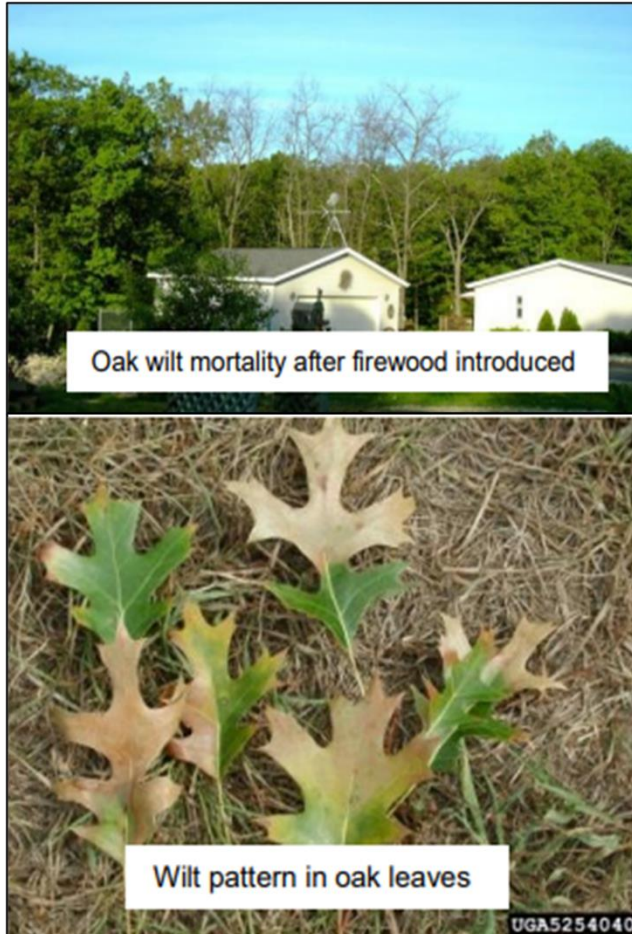 Oak wilt mortality after firewood introduced
Wilt pattern in oak leaves
UGA5254040